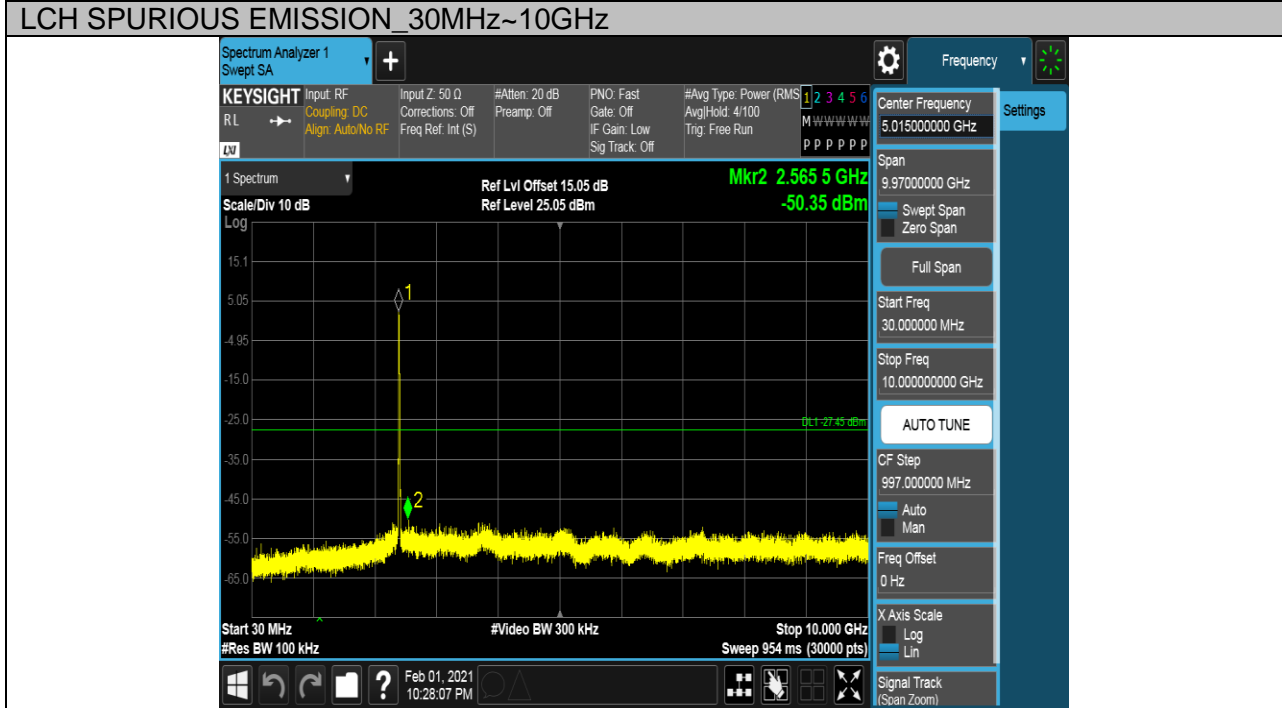 LCH SPURIOUS EMISSION_30MHz~10GHz
Spectrum Analyzer 1
Swept SA
Frequency
KEYSIGHT
RL
LXI
Input: RF
Coupling: DC
Align: Auto/No RF
Input Z: 50 Ω
Corrections: Off
Freq Ref: Int (S)
#Atten: 20 dB
Preamp: Off
PNO: Fast
Gate: Off
IF Gain: Low
Sig Track: Off
#Avg Type: Power (RMS
Avg|Hold: 4/100
Trig: Free Run
1 2 3 4 5 6
M W W W W W
P P P P P P
Center Frequency
5.015000000 GHz
Settings
Span
9.97000000 GHz
Swept Span
Zero Span
Full Span
Start Freq
30.000000 MHz
Stop Freq
10.000000000 GHz
AUTO TUNE
CF Step
997.000000 MHz
Auto
Man
Freq Offset
0 Hz
X Axis Scale
Log
Lin
Signal Track
(Span Zoom)
1 Spectrum
Scale/Div 10 dB
Ref Lvl Offset 15.05 dB
Ref Level 25.05 dBm
Mkr2 2.565 5 GHz
-50.35 dBm
Log
15.1
5.05
-4.95
-15.0
-25.0
-35.0
-45.0
-55.0
-65.0
1
2
DL1 -27.45 dBm
Start 30 MHz
#Res BW 100 kHz
#Video BW 300 kHz
Stop 10.000 GHz
Sweep 954 ms (30000 pts)
?
Feb 01, 2021
10:28:07 PM